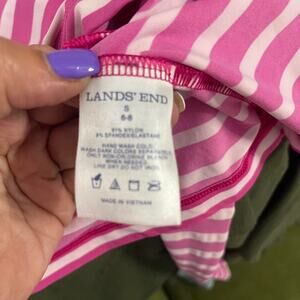 LANDS' END
S
6-8
91% NYLON
9% SPANDEX/ELASTANE
HAND WASH COLD
WASH DARK COLORS SEPARATELY
ONLY NON-CHLORINE BLEACH
WHEN NEEDED
LINE DRY DO NOT IRON
MADE IN VIETNAM